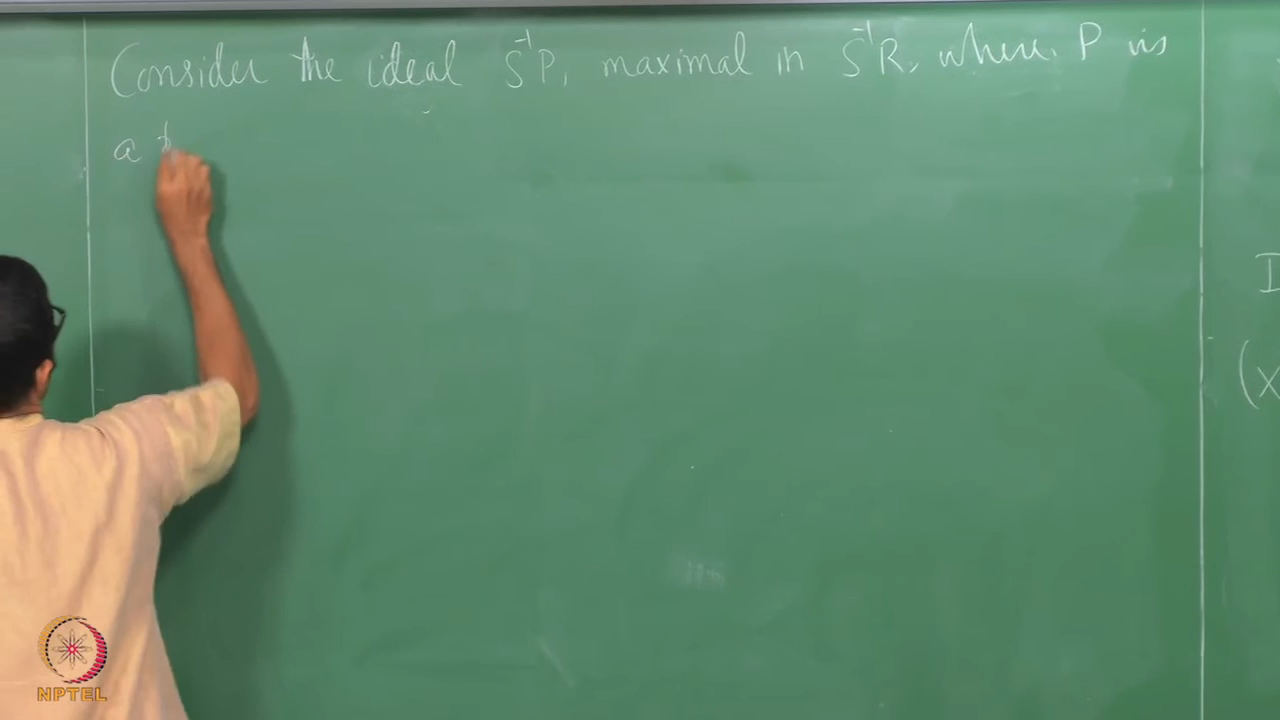 Consider the ideal S⁻¹P, maximal in S⁻¹R, where P is
a p
I
(x
NPTEL